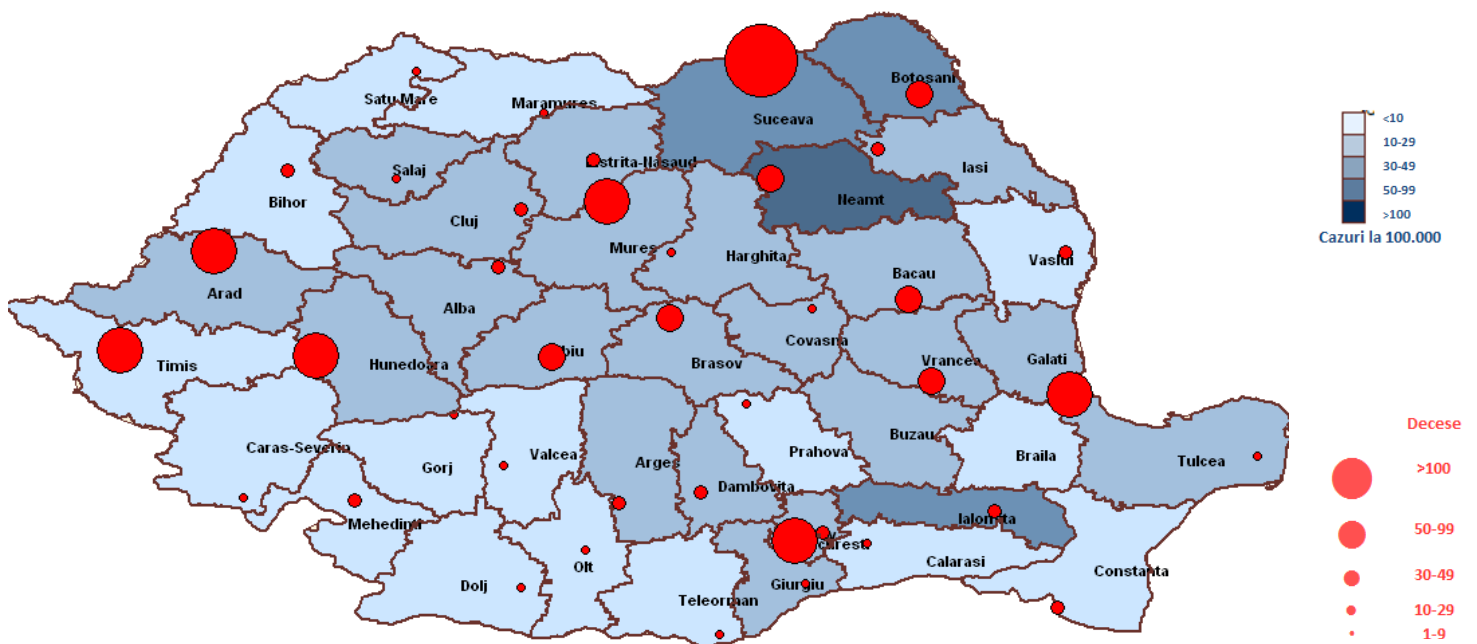 Satu Mare
Maramures
Botosani
Suceava
Salaj
Iasi
Bihor
Neamt
Cluj
Mures
Harghita
Vaslui
Bacau
Arad
Alba
Covasna
Hunedoara
Brasov
Vrancea
Galati
Timis
Caras-Severin
Gorj
Valcea
Arges
Prahova
Buzau
Braila
Tulcea
Dambovita
Mehedinti
Ialomita
Calarasi
Constanta
Dolj
Olt
Teleorman
Giurgiu
<10
10-29
30-49
50-99
>100
Cazuri la 100.000
Decese
>100
50-99
30-49
10-29
1-9